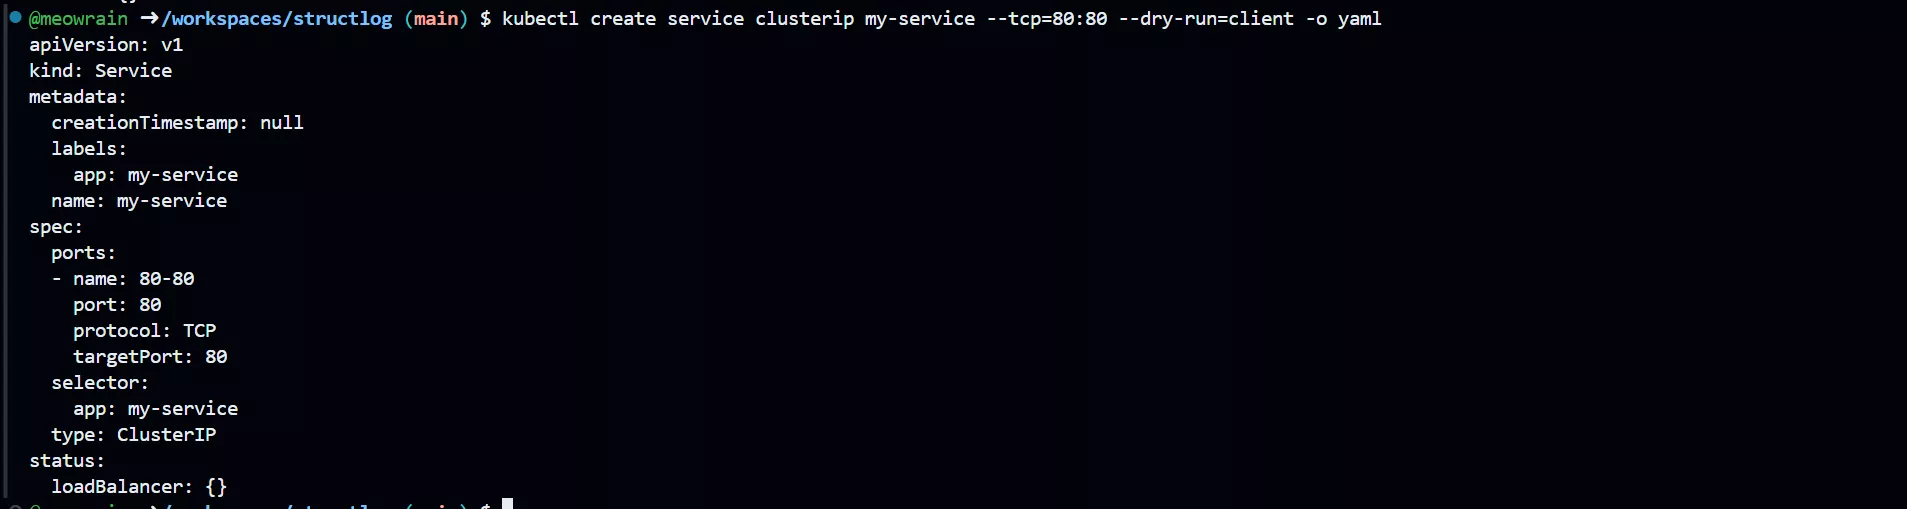 @meowrain ➜/workspaces/structlog (main) $ kubectl create service clusterip my-service --tcp=80:80 --dry-run=client -o yaml
apiVersion: v1
kind: Service
metadata:
  creationTimestamp: null
  labels:
    app: my-service
  name: my-service
spec:
  ports:
  - name: 80-80
    port: 80
    protocol: TCP
    targetPort: 80
  selector:
    app: my-service
  type: ClusterIP
status:
  loadBalancer: {}